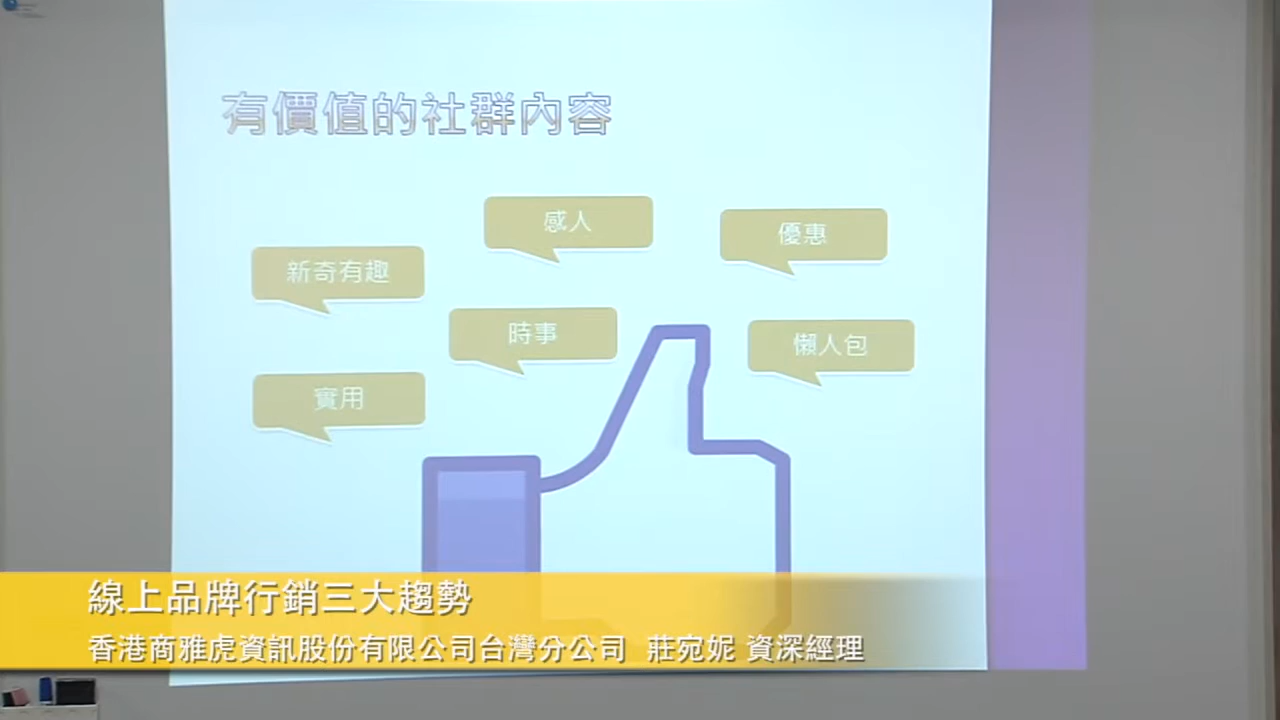 有價值的社群內容
感人
優惠
新奇有趣
時事
懶人包
實用
線上品牌行銷三大趨勢
香港商雅虎資訊股份有限公司台灣分公司 莊宛妮 資深經理